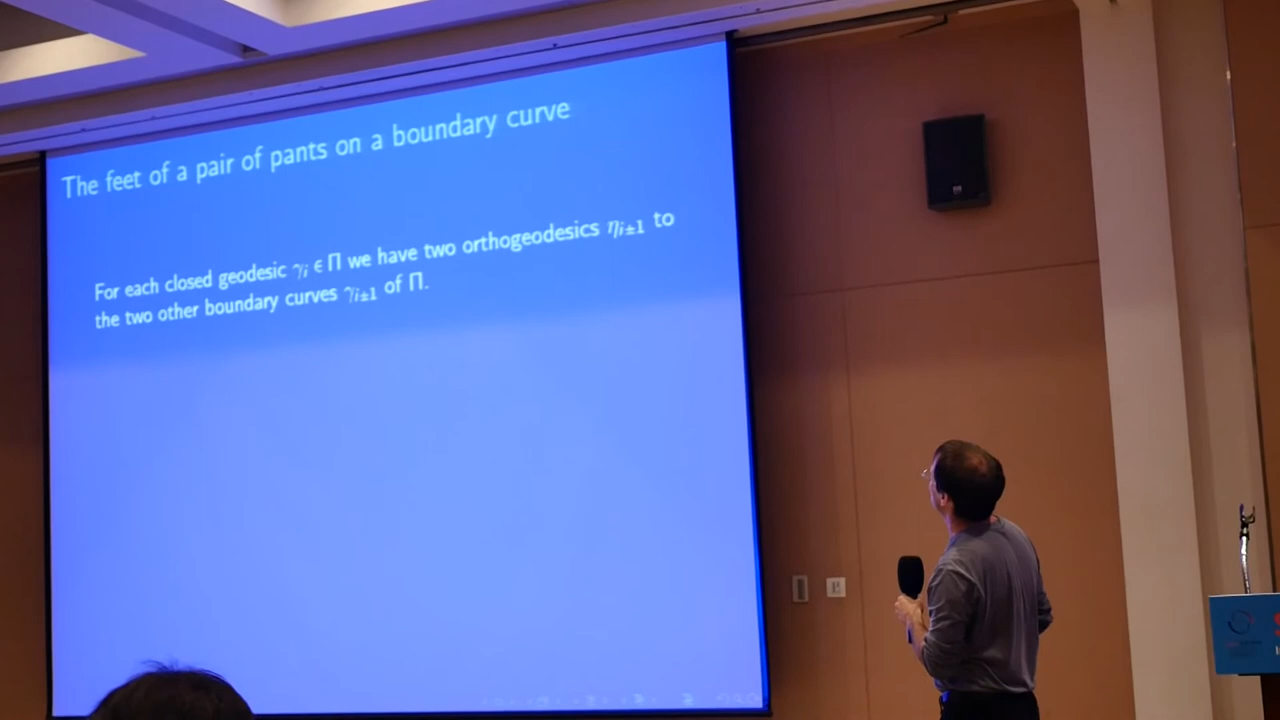 The feet of a pair of pants on a boundary curve
For each closed geodesic γᵢ ∈ Π we have two orthogeodesics ηᵢ±₁ to
the two other boundary curves γᵢ±₁ of Π.